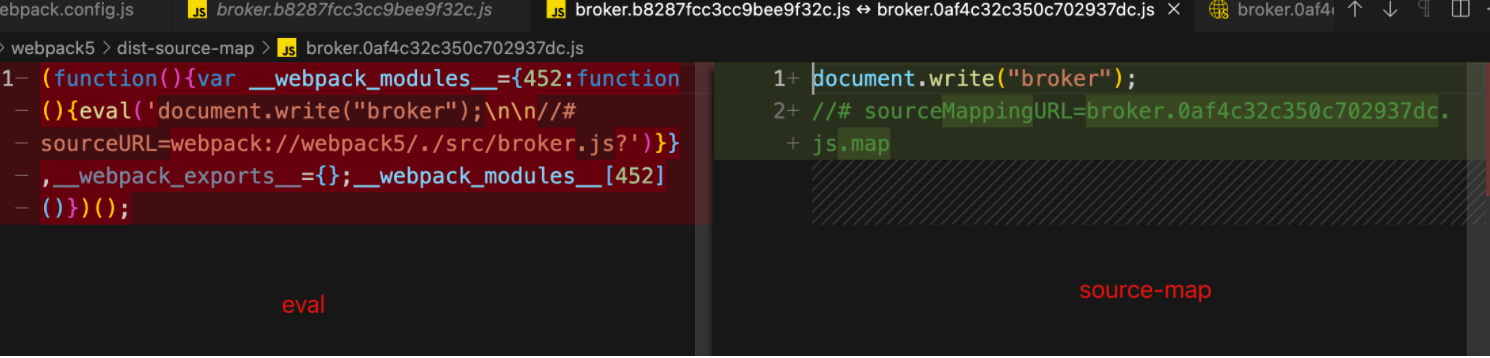 ebpack.config.js
JS broker.b8287fcc3cc9bee9f32c.js
JS broker.b8287fcc3cc9bee9f32c.js ↔ broker.0af4c32c350c702937dc.js ×
broker.0af4
> webpack5 > dist-source-map > JS broker.0af4c32c350c702937dc.js
1− (function(){var __webpack_modules__={452:function
− (){eval('document.write("broker");\n\n//#
− sourceURL=webpack://webpack5/./src/broker.js?')}}
− ,__webpack_exports__={};__webpack_modules__[452]
− ()})();
1+ document.write("broker");
2+ //# sourceMappingURL=broker.0af4c32c350c702937dc.
+ js.map
eval
source-map